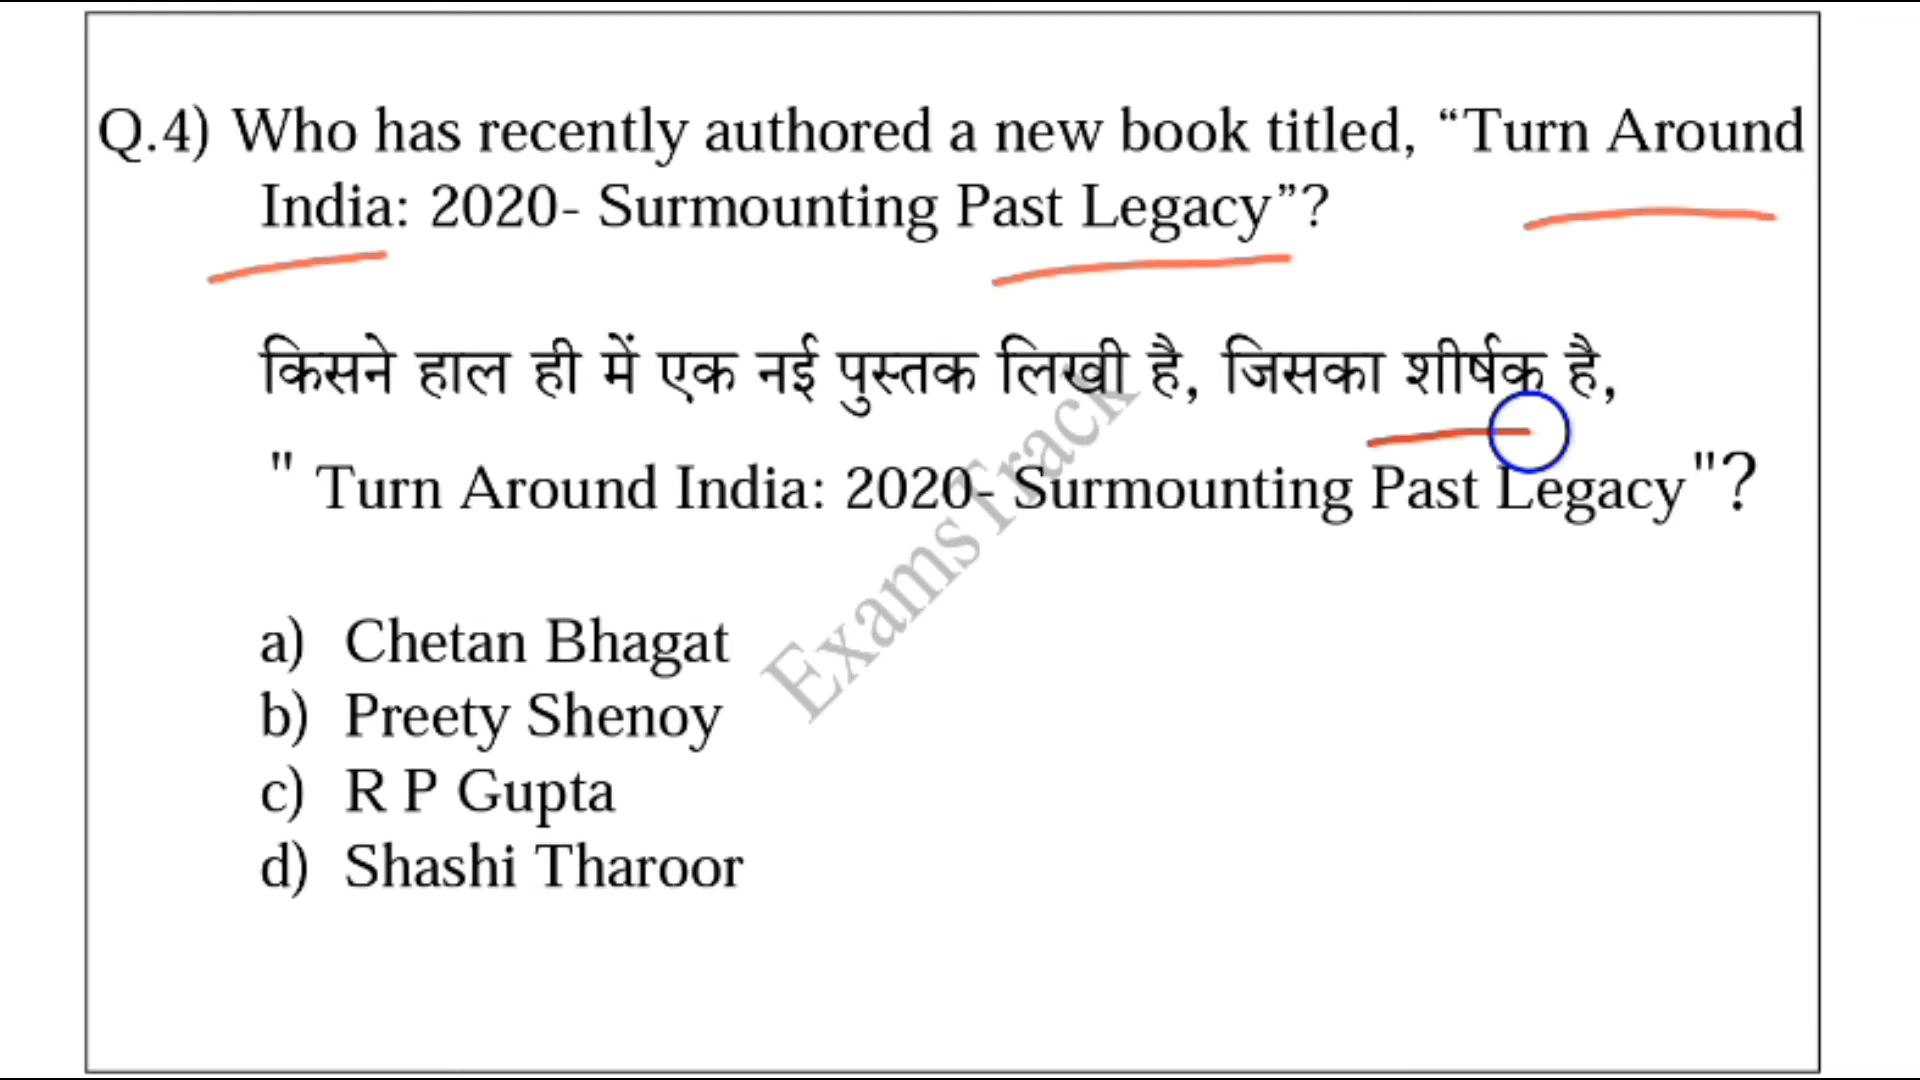 Q.4) Who has recently authored a new book titled, “Turn Around
India: 2020- Surmounting Past Legacy”?
किसने हाल ही में एक नई पुस्तक लिखी है, जिसका शीर्षक है,
" Turn Around India: 2020- Surmounting Past Legacy"?
ExamsTrack
a) Chetan Bhagat
b) Preety Shenoy
c) R P Gupta
d) Shashi Tharoor